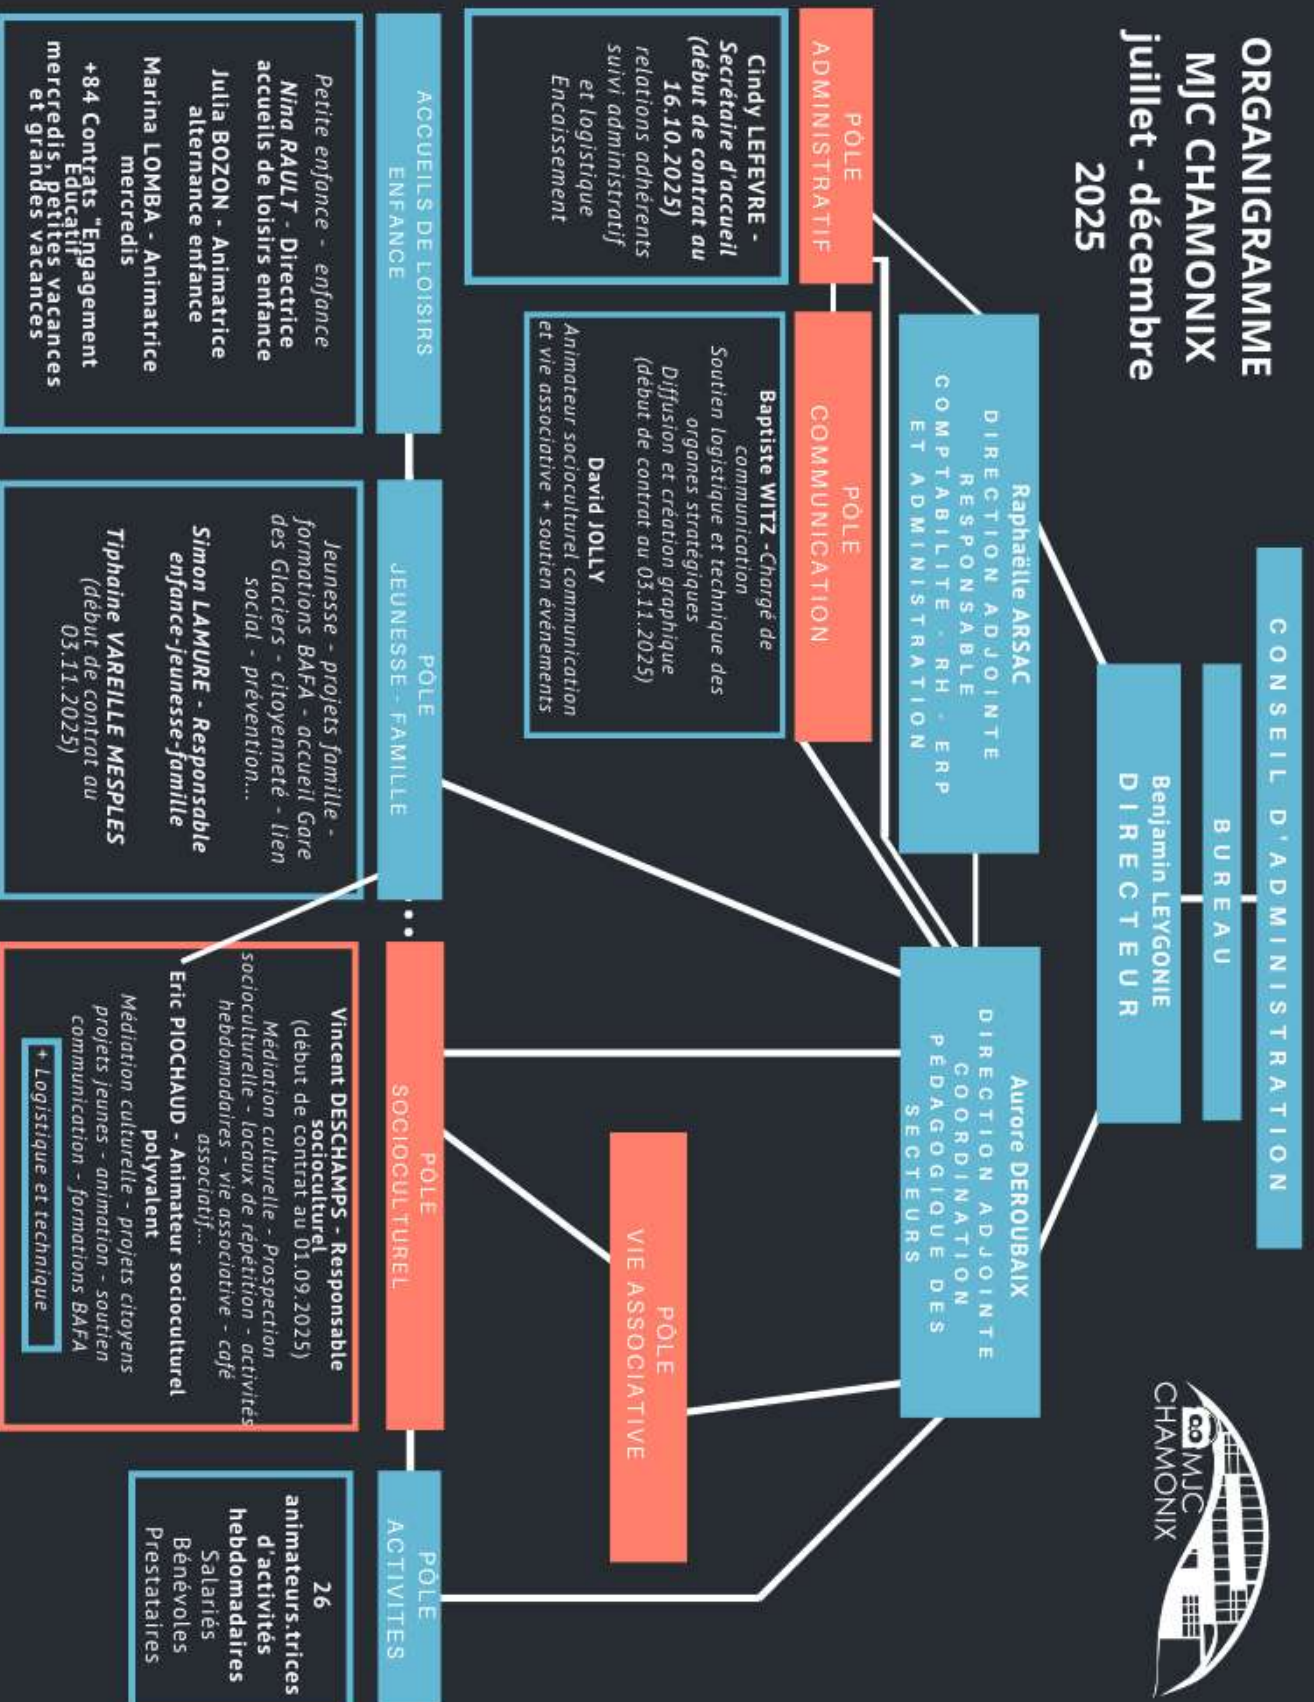 ORGANIGRAMME
MJC CHAMONIX
juillet - décembre
2025
CONSEIL D'ADMINISTRATION
BUREAU
Benjamin LEYGONIE
DIRECTEUR
MJC
CHAMONIX
Raphaëlle ARSAC
DIRECTION ADJOINTE
RESPONSABLE
COMPTABILITE - RH - ERP
ET ADMINISTRATION
Aurore DEROUBAIX
DIRECTION ADJOINTE
COORDINATION
PÉDAGOGIQUE DES
SECTEURS
PÔLE
ADMINISTRATIF
Cindy LEFEVRE -
Secrétaire d'accueil
(début de contrat au
16.10.2025)
relations adhérents
suivi administratif
et logistique
Encaissement
PÔLE
COMMUNICATION
Baptiste WITZ -Chargé de
communication
Soutien logistique et technique des
organes stratégiques
Diffusion et création graphique
(début de contrat au 03.11.2025)
David JOLLY
Animateur socioculturel communication
et vie associative + soutien événements
PÔLE
VIE ASSOCIATIVE
ACCUEILS DE LOISIRS
ENFANCE
Petite enfance - enfance
Nina RAULT - Directrice
accueils de loisirs enfance
Julia BOZON - Animatrice
alternance enfance
Marina LOMBA - Animatrice
mercredis
+84 Contrats "Engagement
Educatif"
mercredis, petites vacances
et grandes vacances
PÔLE
JEUNESSE - FAMILLE
Jeunesse - projets famille -
formations BAFA - accueil Gare
des Glaciers - citoyenneté - lien
social - prévention...
Simon LAMURE - Responsable
enfance-jeunesse-famille
Tiphaine VAREILLE MESPLES
(début de contrat au
03.11.2025)
PÔLE
SOCIOCULTUREL
Vincent DESCHAMPS - Responsable
socioculturel
(début de contrat au 01.09.2025)
Médiation culturelle - Prospection
socioculturelle - locaux de répétition - activités
hebdomadaires - vie associative - café
associatif...
Eric PIOCHAUD - Animateur socioculturel
polyvalent
Médiation culturelle - projets citoyens
projets jeunes - animation - soutien
communication - formations BAFA
+ Logistique et technique
PÔLE
ACTIVITES
26
animateurs.trices
d'activités
hebdomadaires
Salariés
Bénévoles
Prestataires